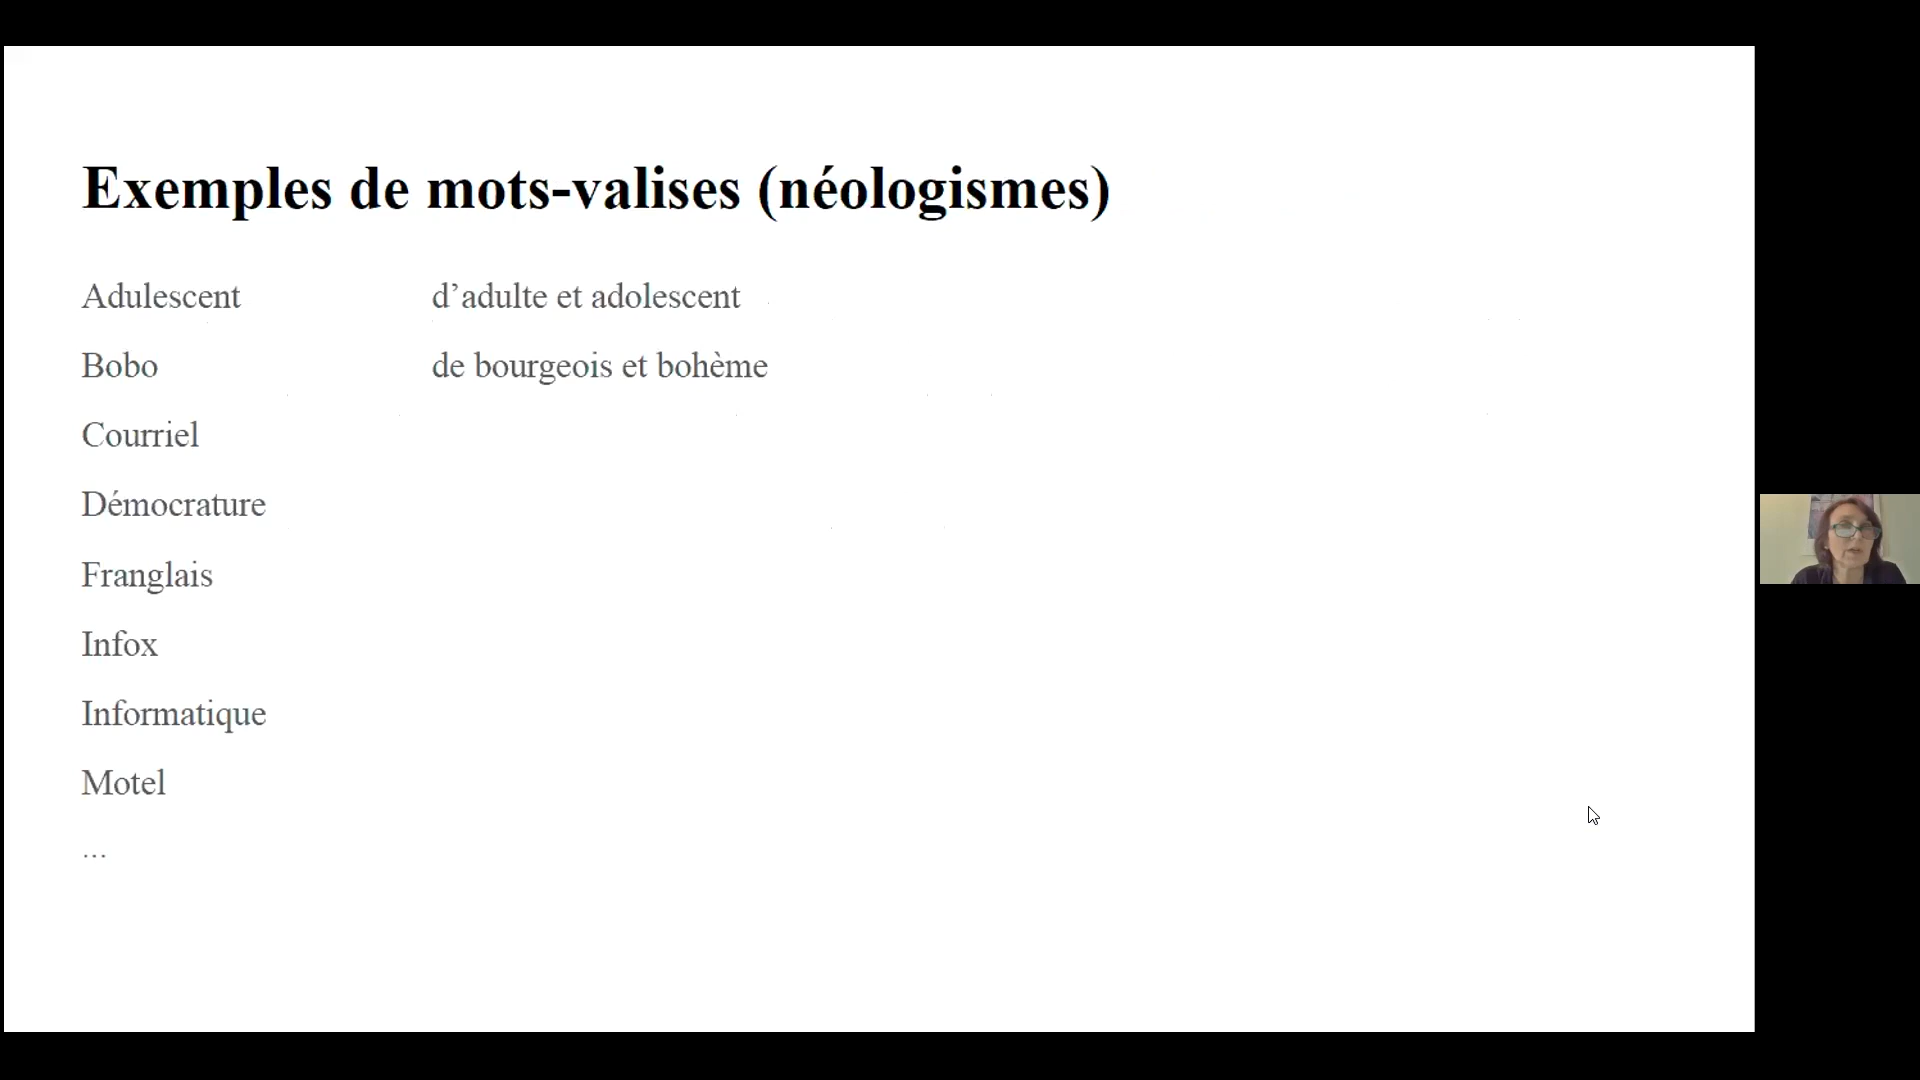 Exemples de mots-valises (néologismes)
Adulescent d’adulte et adolescent
Bobo de bourgeois et bohème
Courriel
Démocrature
Franglais
Infox
Informatique
Motel
...